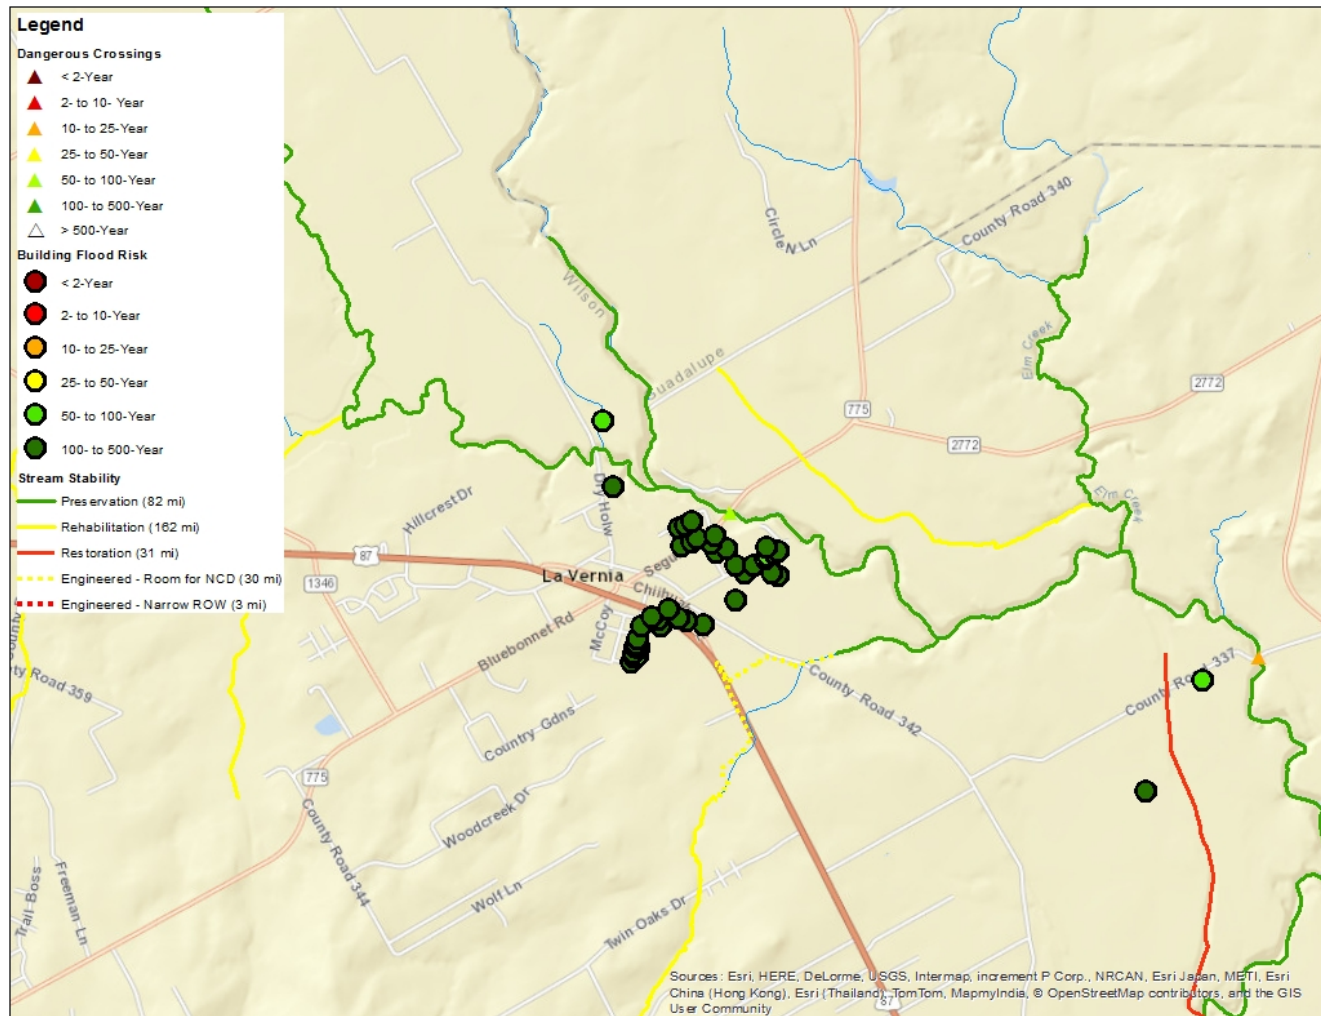 Legend
Dangerous Crossings
< 2-Year
2- to 10- Year
10- to 25-Year
25- to 50-Year
50- to 100-Year
100- to 500-Year
> 500-Year
Building Flood Risk
< 2-Year
2- to 10-Year
10- to 25-Year
25- to 50-Year
50- to 100-Year
100- to 500-Year
Stream Stability
Preservation (82 mi)
Rehabilitation (162 mi)
Restoration (31 mi)
Engineered - Room for NCD (30 mi)
Engineered - Narrow ROW (3 mi)
Circle N Ln
County Road 340
Wilson
Guadalupe
Elm Creek
2772
775
2772
Elm Creek
Hillcrest Dr
Dry Holw
87
1346
La Vernia
Bluebonnet Rd
McCoy
County Road 337
County Road 342
Road 359
Country Gdns
775
County Road 344
Woodcreek Dr
Wolf Ln
Twin Oaks Dr
Trail Boss
Freeman Ln
87
Sources: Esri, HERE, DeLorme, USGS, Intermap, increment P Corp., NRCAN, Esri Japan, METI, Esri
China (Hong Kong), Esri (Thailand), TomTom, MapmyIndia, © OpenStreetMap contributors, and the GIS
User Community